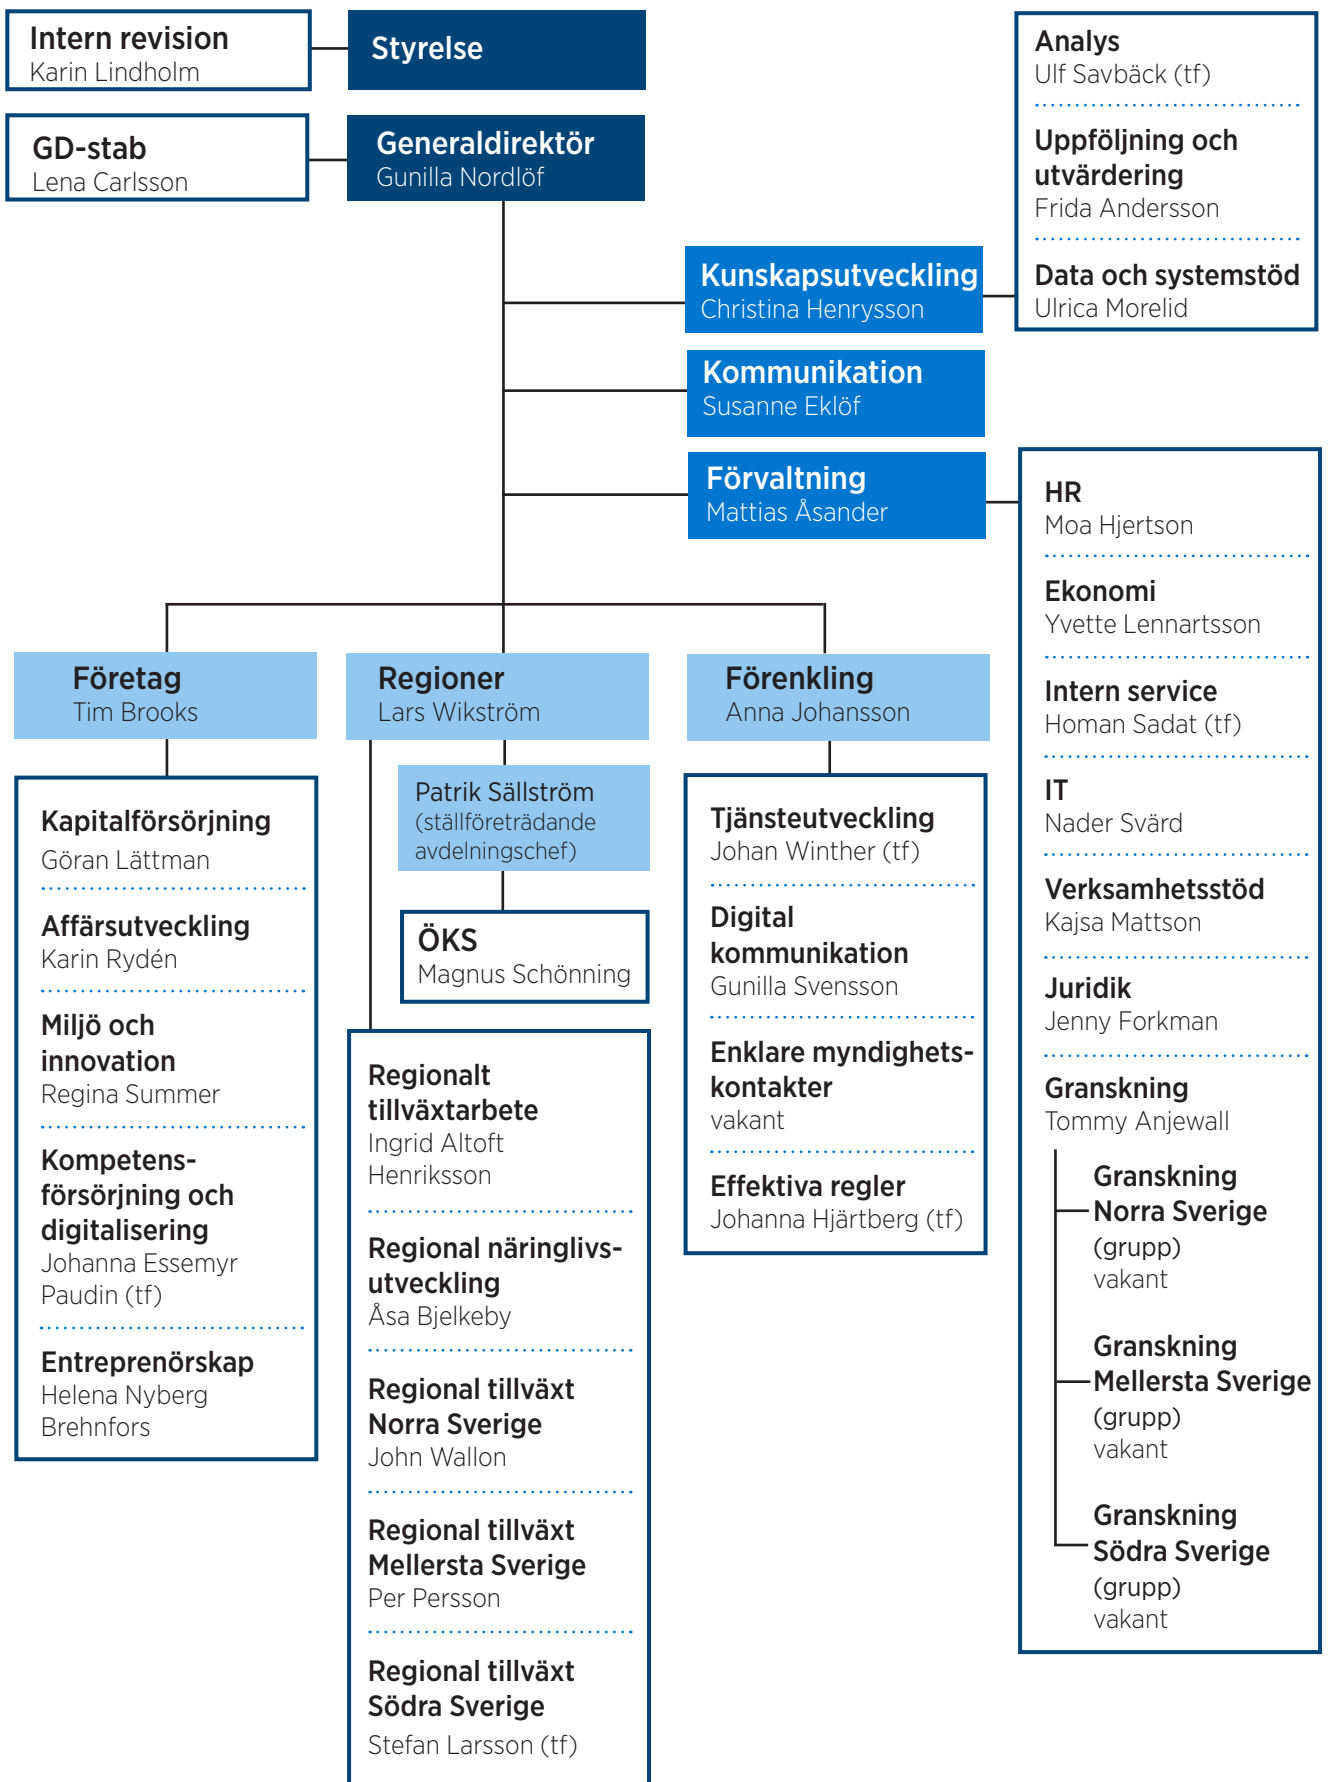 Intern revision
Karin Lindholm
Styrelse
GD-stab
Lena Carlsson
Generaldirektör
Gunilla Nordlöf
Kunskapsutveckling
Christina Henrysson
Analys
Ulf Savbäck (tf)
Uppföljning och
utvärdering
Frida Andersson
Data och systemstöd
Ulrica Morelid
Kommunikation
Susanne Eklöf
Förvaltning
Mattias Åsander
HR
Moa Hjertson
Ekonomi
Yvette Lennartsson
Intern service
Homan Sadat (tf)
IT
Nader Svärd
Verksamhetsstöd
Kajsa Mattson
Juridik
Jenny Forkman
Granskning
Tommy Anjewall
Granskning
Norra Sverige
(grupp)
vakant
Granskning
Mellersta Sverige
(grupp)
vakant
Granskning
Södra Sverige
(grupp)
vakant
Företag
Tim Brooks
Kapitalförsörjning
Göran Lättman
Affärsutveckling
Karin Rydén
Miljö och
innovation
Regina Summer
Kompetens-
försörjning och
digitalisering
Johanna Essemyr
Paudin (tf)
Entreprenörskap
Helena Nyberg
Brehnfors
Regioner
Lars Wikström
Patrik Sällström
(ställföreträdande
avdelningschef)
ÖKS
Magnus Schönning
Regionalt
tillväxtarbete
Ingrid Altoft
Henriksson
Regional näringlivs-
utveckling
Åsa Bjelkeby
Regional tillväxt
Norra Sverige
John Wallon
Regional tillväxt
Mellersta Sverige
Per Persson
Regional tillväxt
Södra Sverige
Stefan Larsson (tf)
Förenkling
Anna Johansson
Tjänsteutveckling
Johan Winther (tf)
Digital
kommunikation
Gunilla Svensson
Enklare myndighets-
kontakter
vakant
Effektiva regler
Johanna Hjärtberg (tf)